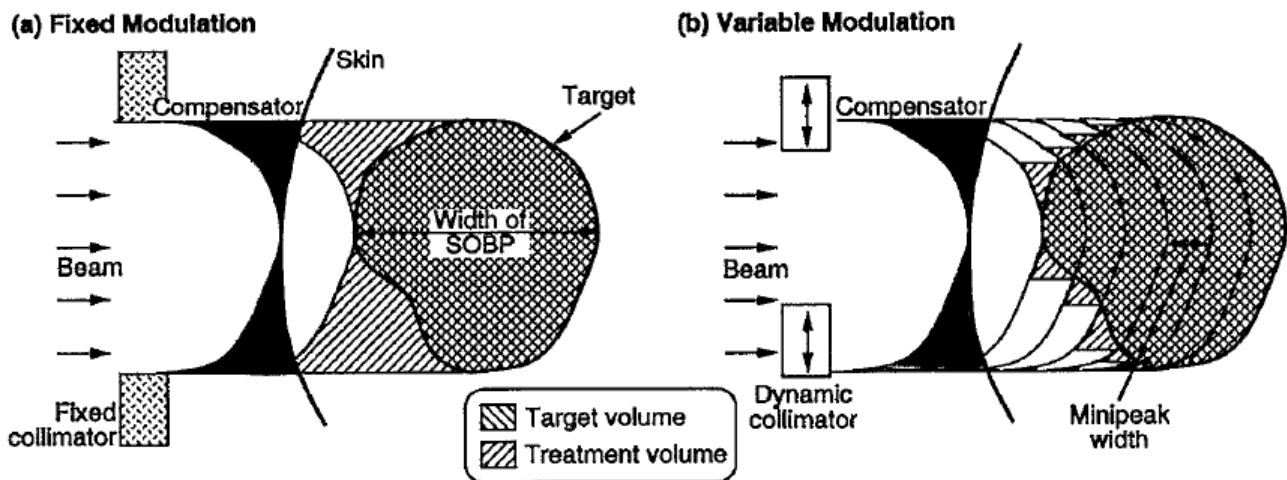 (a) Fixed Modulation
Skin
Compensator
Target
Width of
SOBP
Beam
Fixed
collimator
(b) Variable Modulation
Compensator
Beam
Dynamic
collimator
Minipeak
width
Target volume
Treatment volume